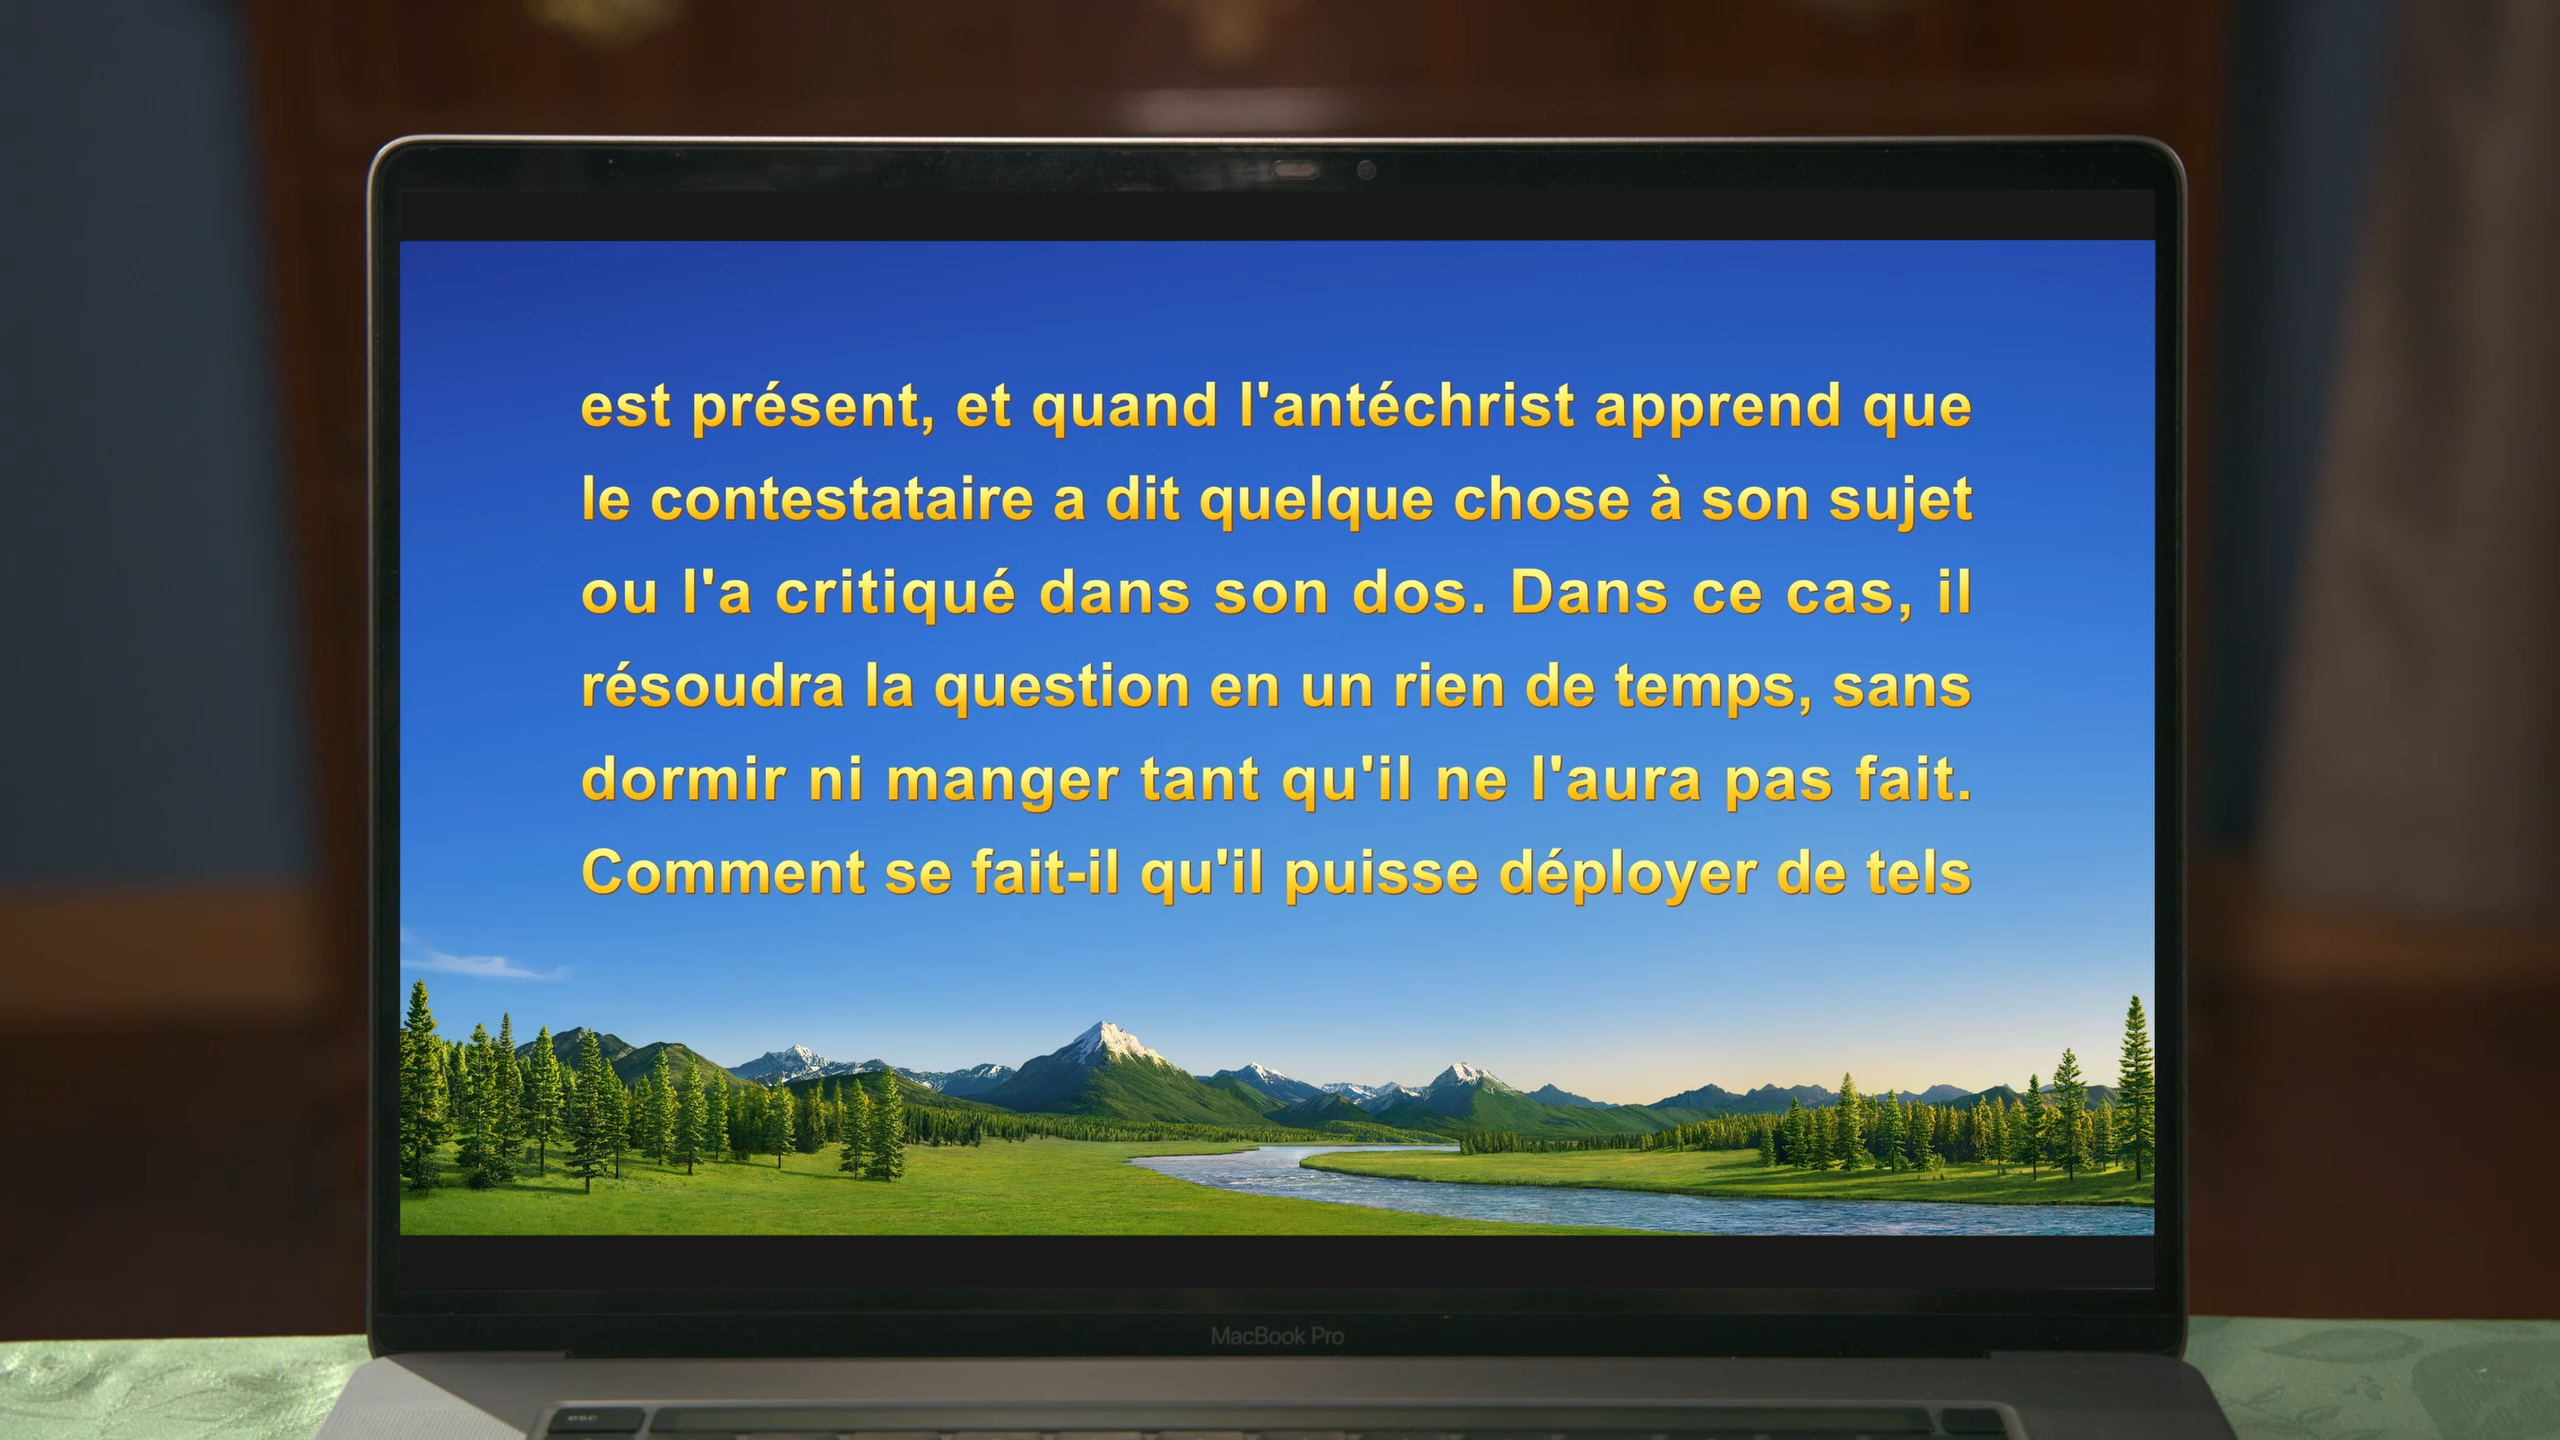 est présent, et quand l'antéchrist apprend que
le contestataire a dit quelque chose à son sujet
ou l'a critiqué dans son dos. Dans ce cas, il
résoudra la question en un rien de temps, sans
dormir ni manger tant qu'il ne l'aura pas fait.
Comment se fait-il qu'il puisse déployer de tels
MacBook Pro
esc